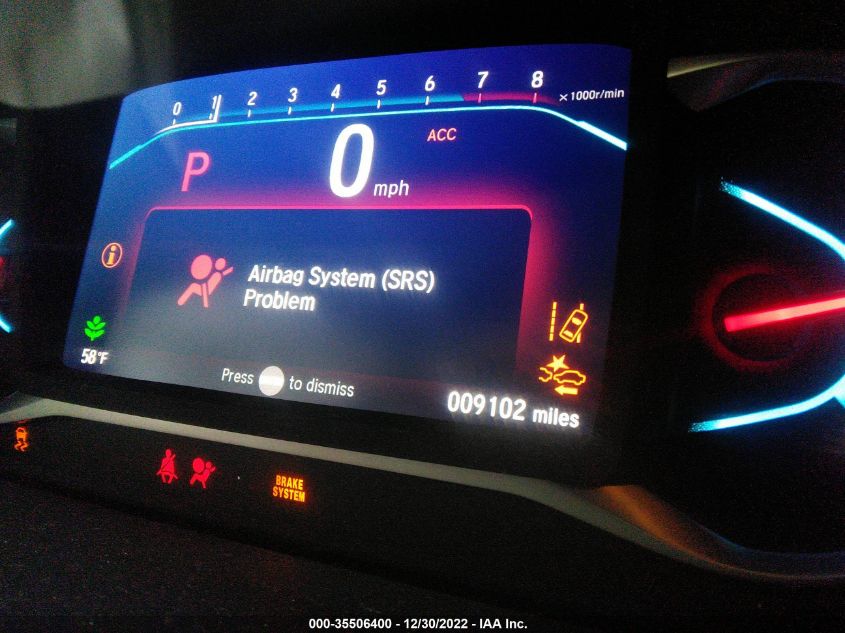 0 1 2 3 4 5 6 7 8 ×1000r/min
P 0 mph ACC
Airbag System (SRS)
Problem
58°F
Press to dismiss
009102 miles
BRAKE
SYSTEM
000-35506400 - 12/30/2022 - IAA Inc.